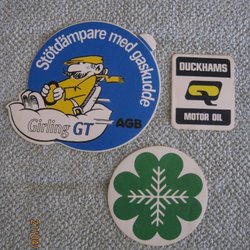 Stötdämpare med gaskudde
Girling GT
AGB
DUCKHAMS
Q
MOTOR OIL